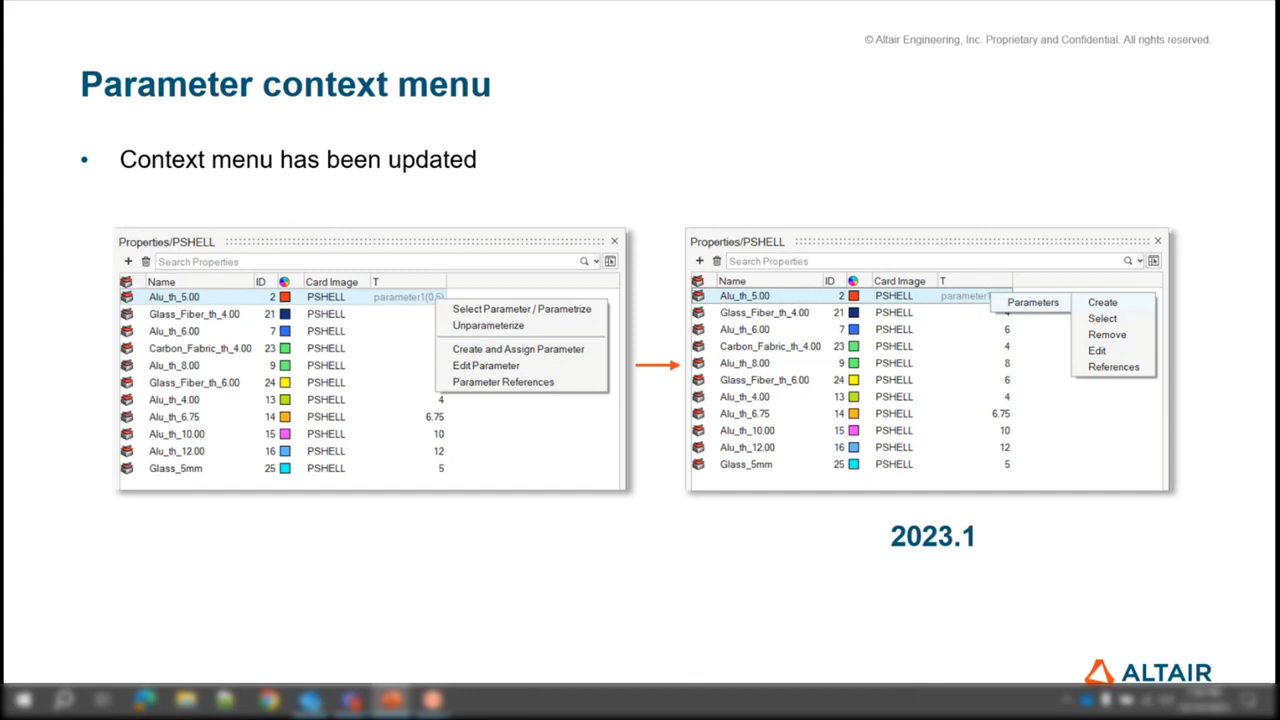 © Altair Engineering, Inc. Proprietary and Confidential. All rights reserved.
Parameter context menu
• Context menu has been updated
Properties/PSHELL
Search Properties
Name ID Card Image T
Alu_th_5.00 2 PSHELL parameter1(0,5)
Glass_Fiber_th_4.00 21 PSHELL
Alu_th_6.00 7 PSHELL
Carbon_Fabric_th_4.00 23 PSHELL
Alu_th_8.00 9 PSHELL
Glass_Fiber_th_6.00 24 PSHELL
Alu_th_4.00 13 PSHELL 4
Alu_th_6.75 14 PSHELL 6.75
Alu_th_10.00 15 PSHELL 10
Alu_th_12.00 16 PSHELL 12
Glass_5mm 25 PSHELL 5
Select Parameter / Parametrize
Unparameterize
Create and Assign Parameter
Edit Parameter
Parameter References
Properties/PSHELL
Search Properties
Name ID Card Image T
Alu_th_5.00 2 PSHELL parameter1
Glass_Fiber_th_4.00 21 PSHELL 4
Alu_th_6.00 7 PSHELL 6
Carbon_Fabric_th_4.00 23 PSHELL 4
Alu_th_8.00 9 PSHELL 8
Glass_Fiber_th_6.00 24 PSHELL 6
Alu_th_4.00 13 PSHELL 4
Alu_th_6.75 14 PSHELL 6.75
Alu_th_10.00 15 PSHELL 10
Alu_th_12.00 16 PSHELL 12
Glass_5mm 25 PSHELL 5
Parameters
Create
Select
Remove
Edit
References
2023.1
ALTAIR